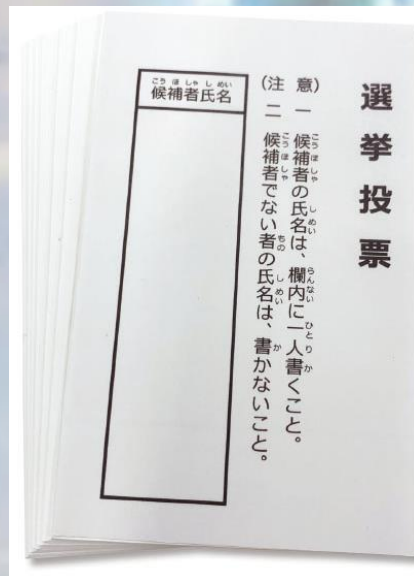 選挙投票
(注意)
一 候補者の氏名は、欄内に一人書くこと。
二 候補者でない者の氏名は、書かないこと。
候補者氏名